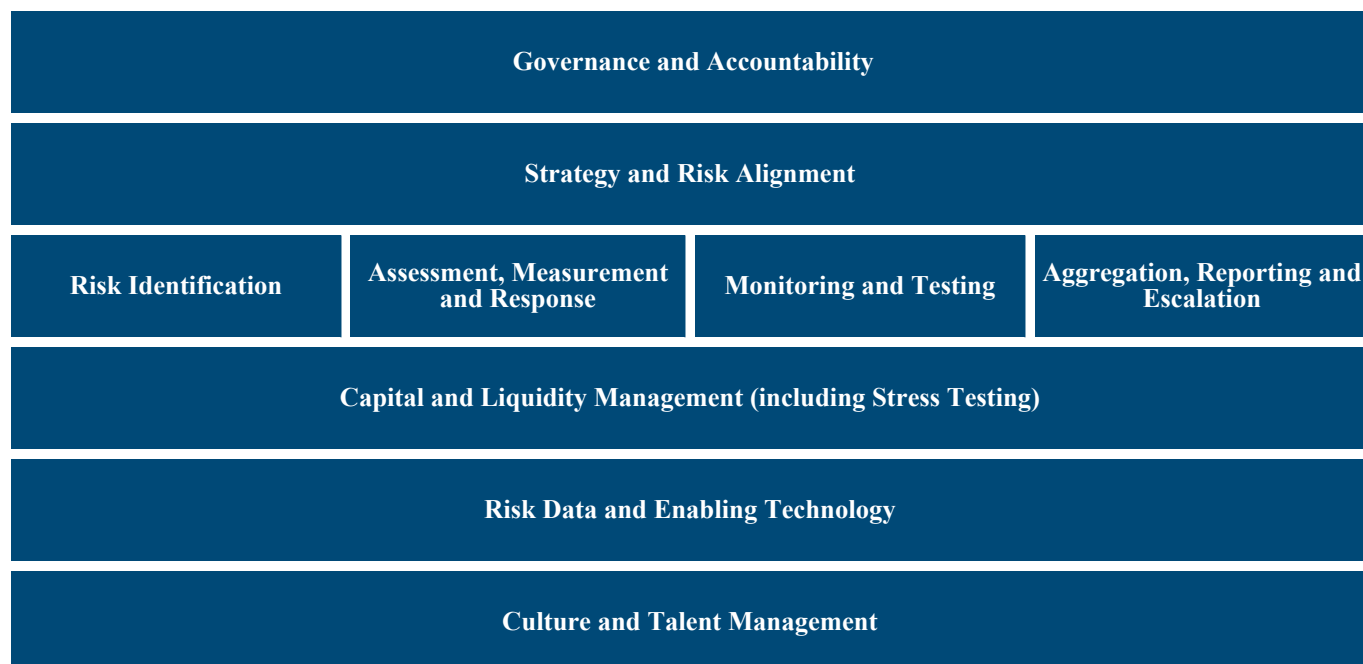 Governance and Accountability
Strategy and Risk Alignment
Risk Identification
Assessment, Measurement
and Response
Monitoring and Testing
Aggregation, Reporting and
Escalation
Capital and Liquidity Management (including Stress Testing)
Risk Data and Enabling Technology
Culture and Talent Management